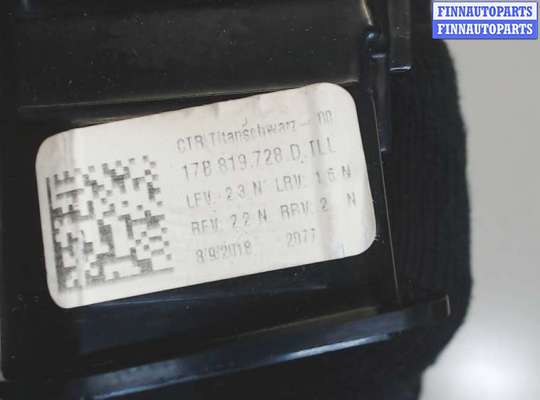 FINNAUTOPARTS
FINNAUTOPARTS
CTR Titanschwarz
17B.819.728.D.TLL
LFV: 2.3 N LRV: 1.5 N
RFV: 2.2 N RRV: 2. N
8/9/2018 2077